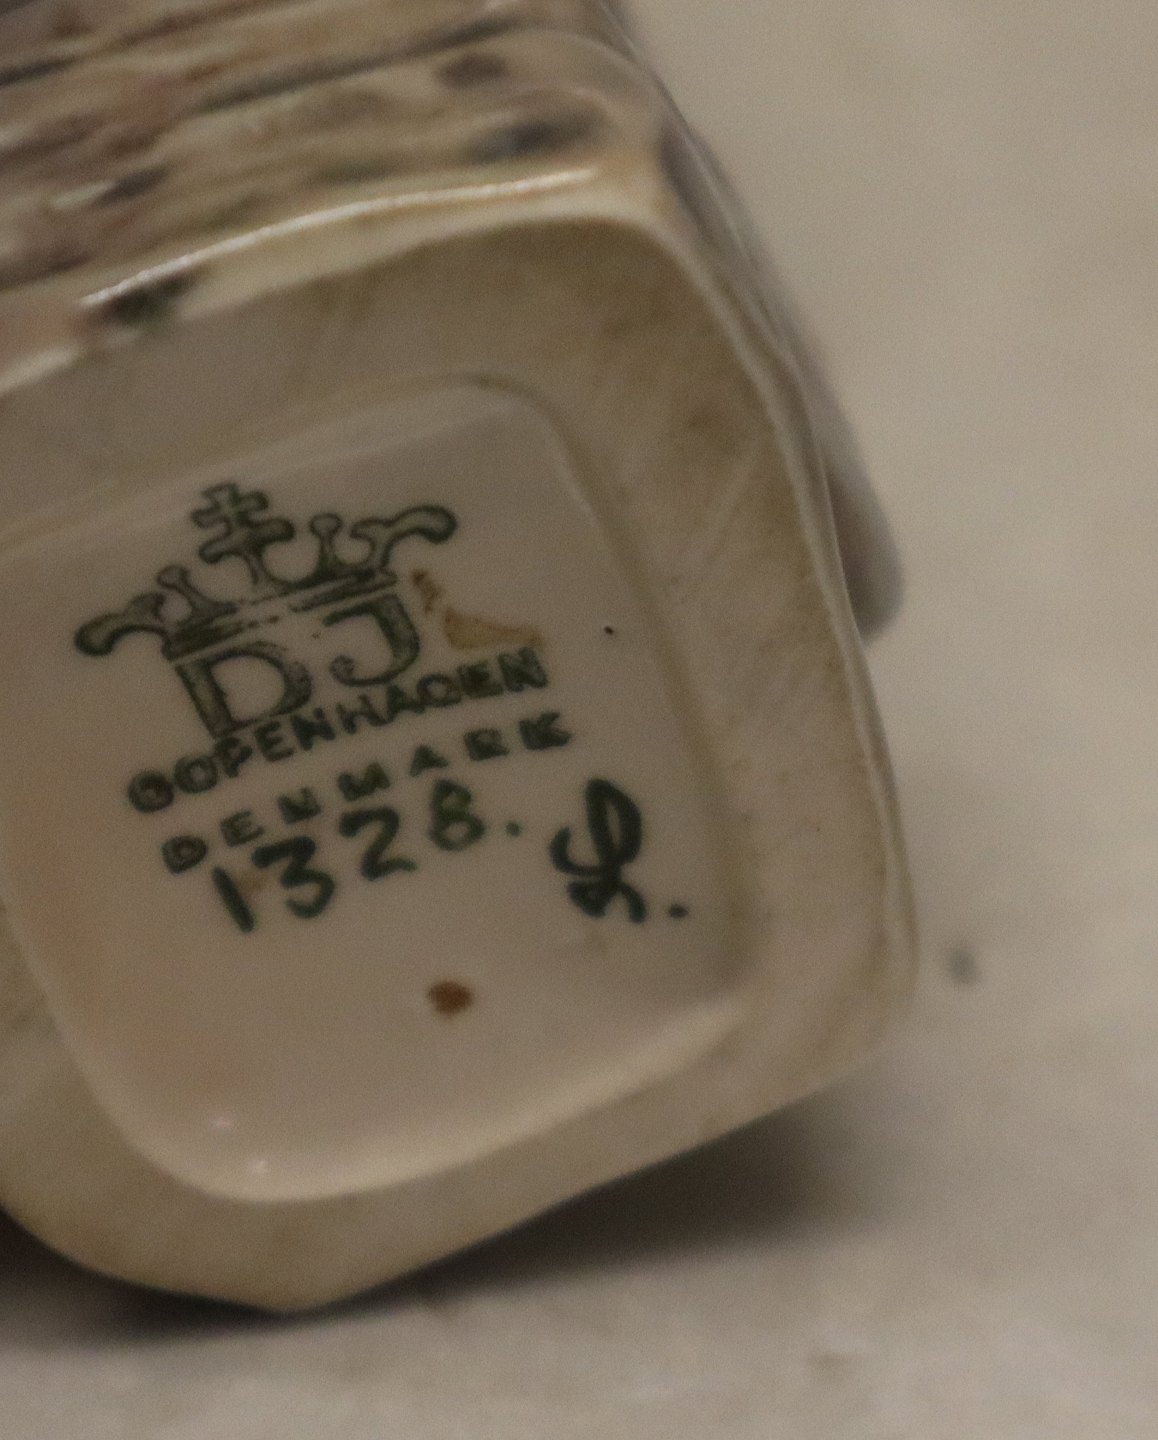 DJ
COPENHAGEN
DENMARK
1328.